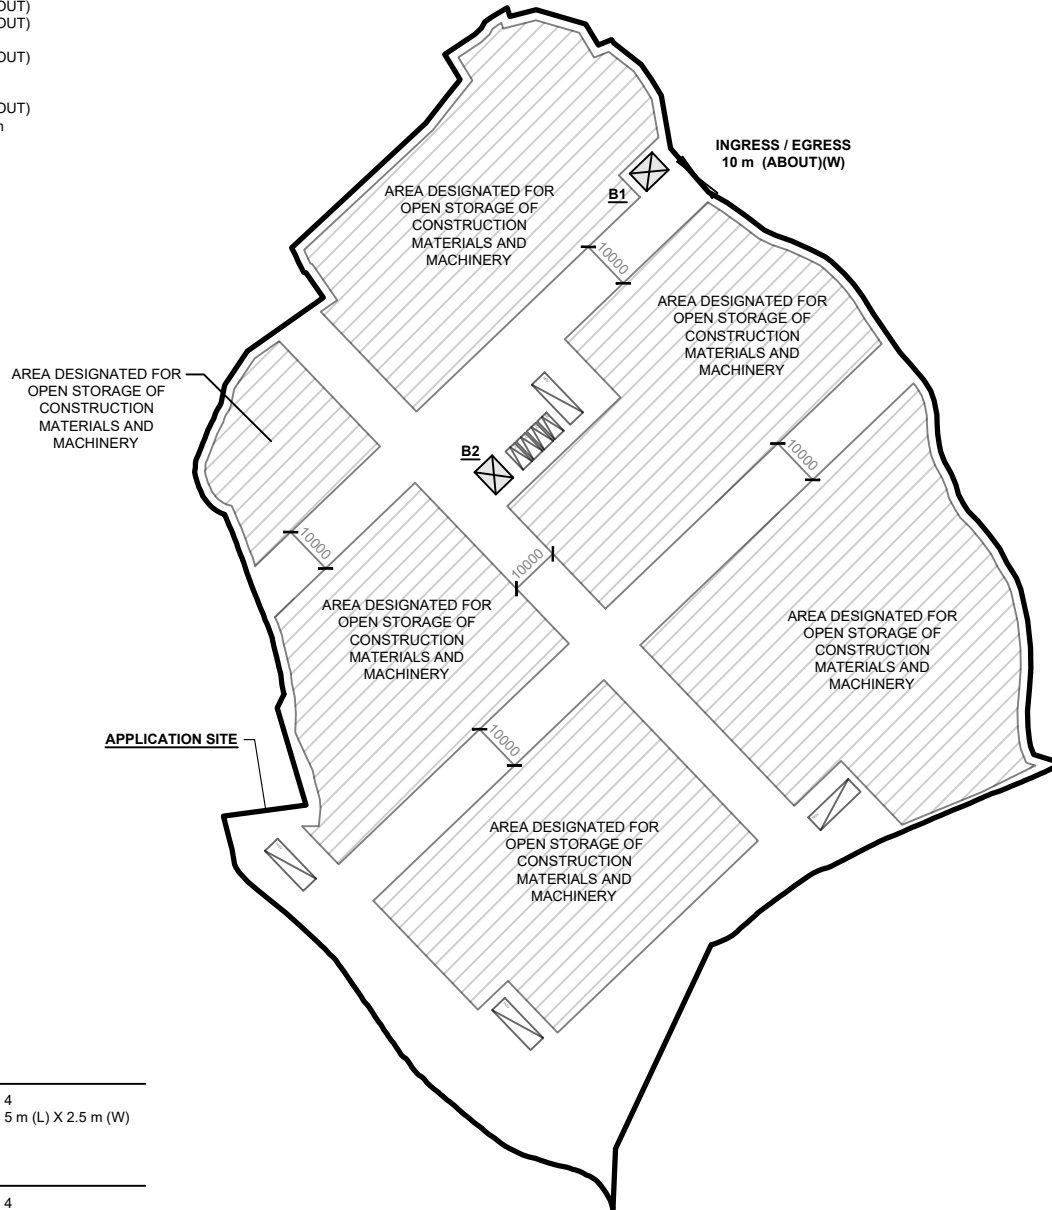 OUT)
OUT)
OUT)
OUT)
INGRESS / EGRESS
10 m (ABOUT)(W)
AREA DESIGNATED FOR
OPEN STORAGE OF
CONSTRUCTION
MATERIALS AND
MACHINERY
B1
10000
AREA DESIGNATED FOR
OPEN STORAGE OF
CONSTRUCTION
MATERIALS AND
MACHINERY
AREA DESIGNATED FOR
OPEN STORAGE OF
CONSTRUCTION
MATERIALS AND
MACHINERY
B2
10000
10000
10000
AREA DESIGNATED FOR
OPEN STORAGE OF
CONSTRUCTION
MATERIALS AND
MACHINERY
AREA DESIGNATED FOR
OPEN STORAGE OF
CONSTRUCTION
MATERIALS AND
MACHINERY
APPLICATION SITE
10000
AREA DESIGNATED FOR
OPEN STORAGE OF
CONSTRUCTION
MATERIALS AND
MACHINERY
4
5 m (L) X 2.5 m (W)
4